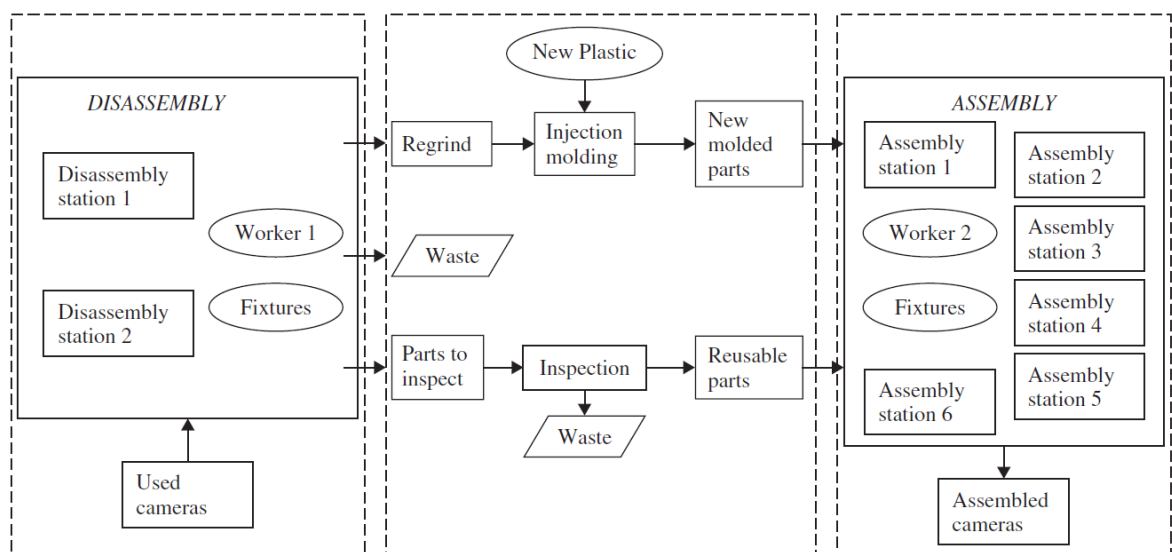 DISASSEMBLY
Disassembly
station 1
Worker 1
Fixtures
Disassembly
station 2
Used
cameras
New Plastic
Regrind
Injection
molding
New
molded
parts
Waste
Parts to
inspect
Inspection
Reusable
parts
Waste
ASSEMBLY
Assembly
station 1
Assembly
station 2
Worker 2
Assembly
station 3
Fixtures
Assembly
station 4
Assembly
station 5
Assembly
station 6
Assembled
cameras